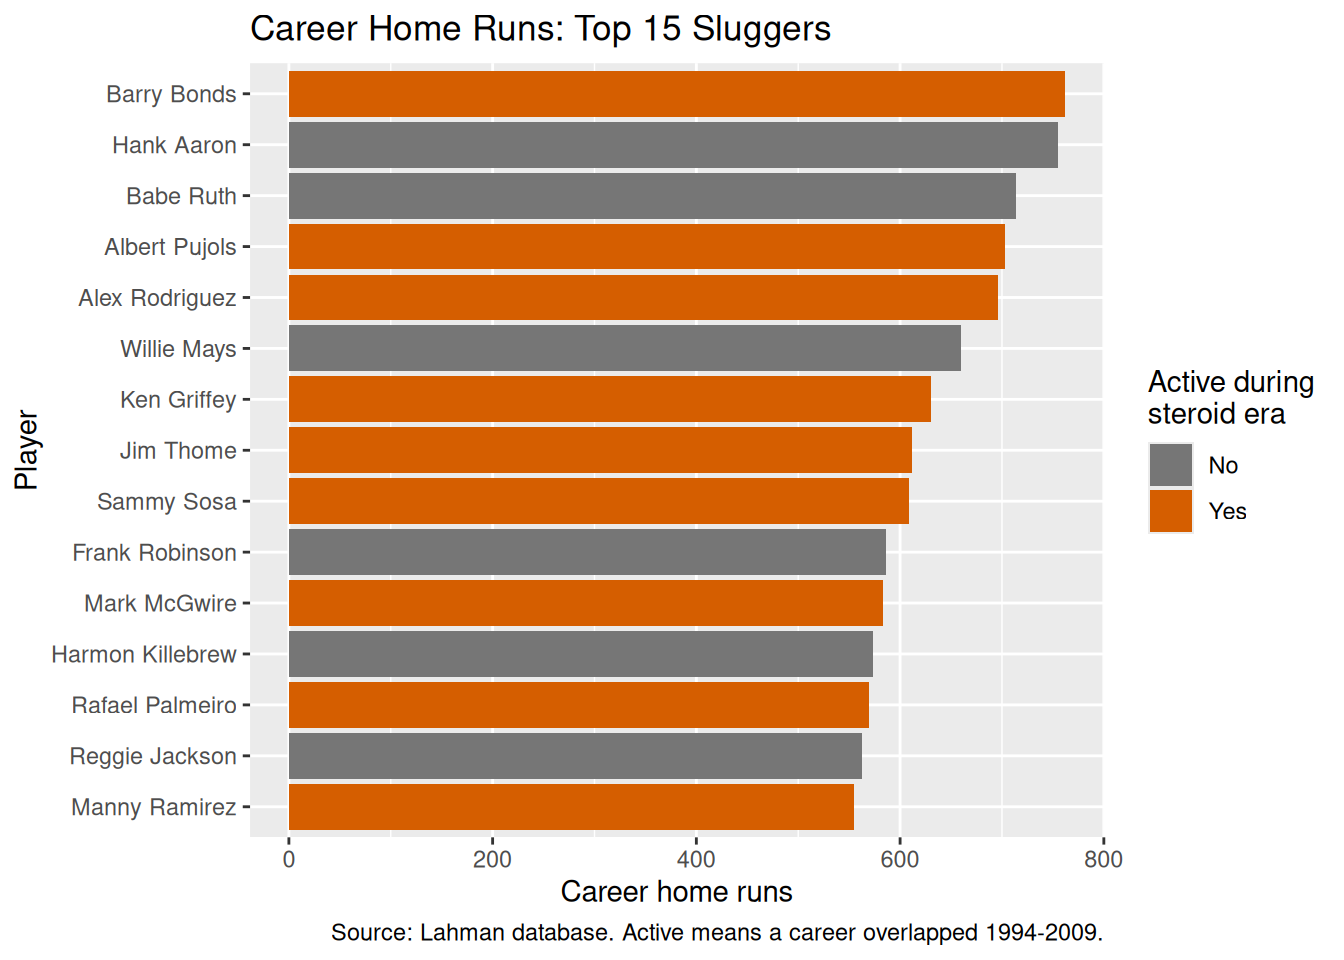 Career Home Runs: Top 15 Sluggers
Player
Barry Bonds
Hank Aaron
Babe Ruth
Albert Pujols
Alex Rodriguez
Willie Mays
Ken Griffey
Jim Thome
Sammy Sosa
Frank Robinson
Mark McGwire
Harmon Killebrew
Rafael Palmeiro
Reggie Jackson
Manny Ramirez
0 200 400 600 800
Career home runs
Active during
steroid era
No
Yes
Source: Lahman database. Active means a career overlapped 1994-2009.